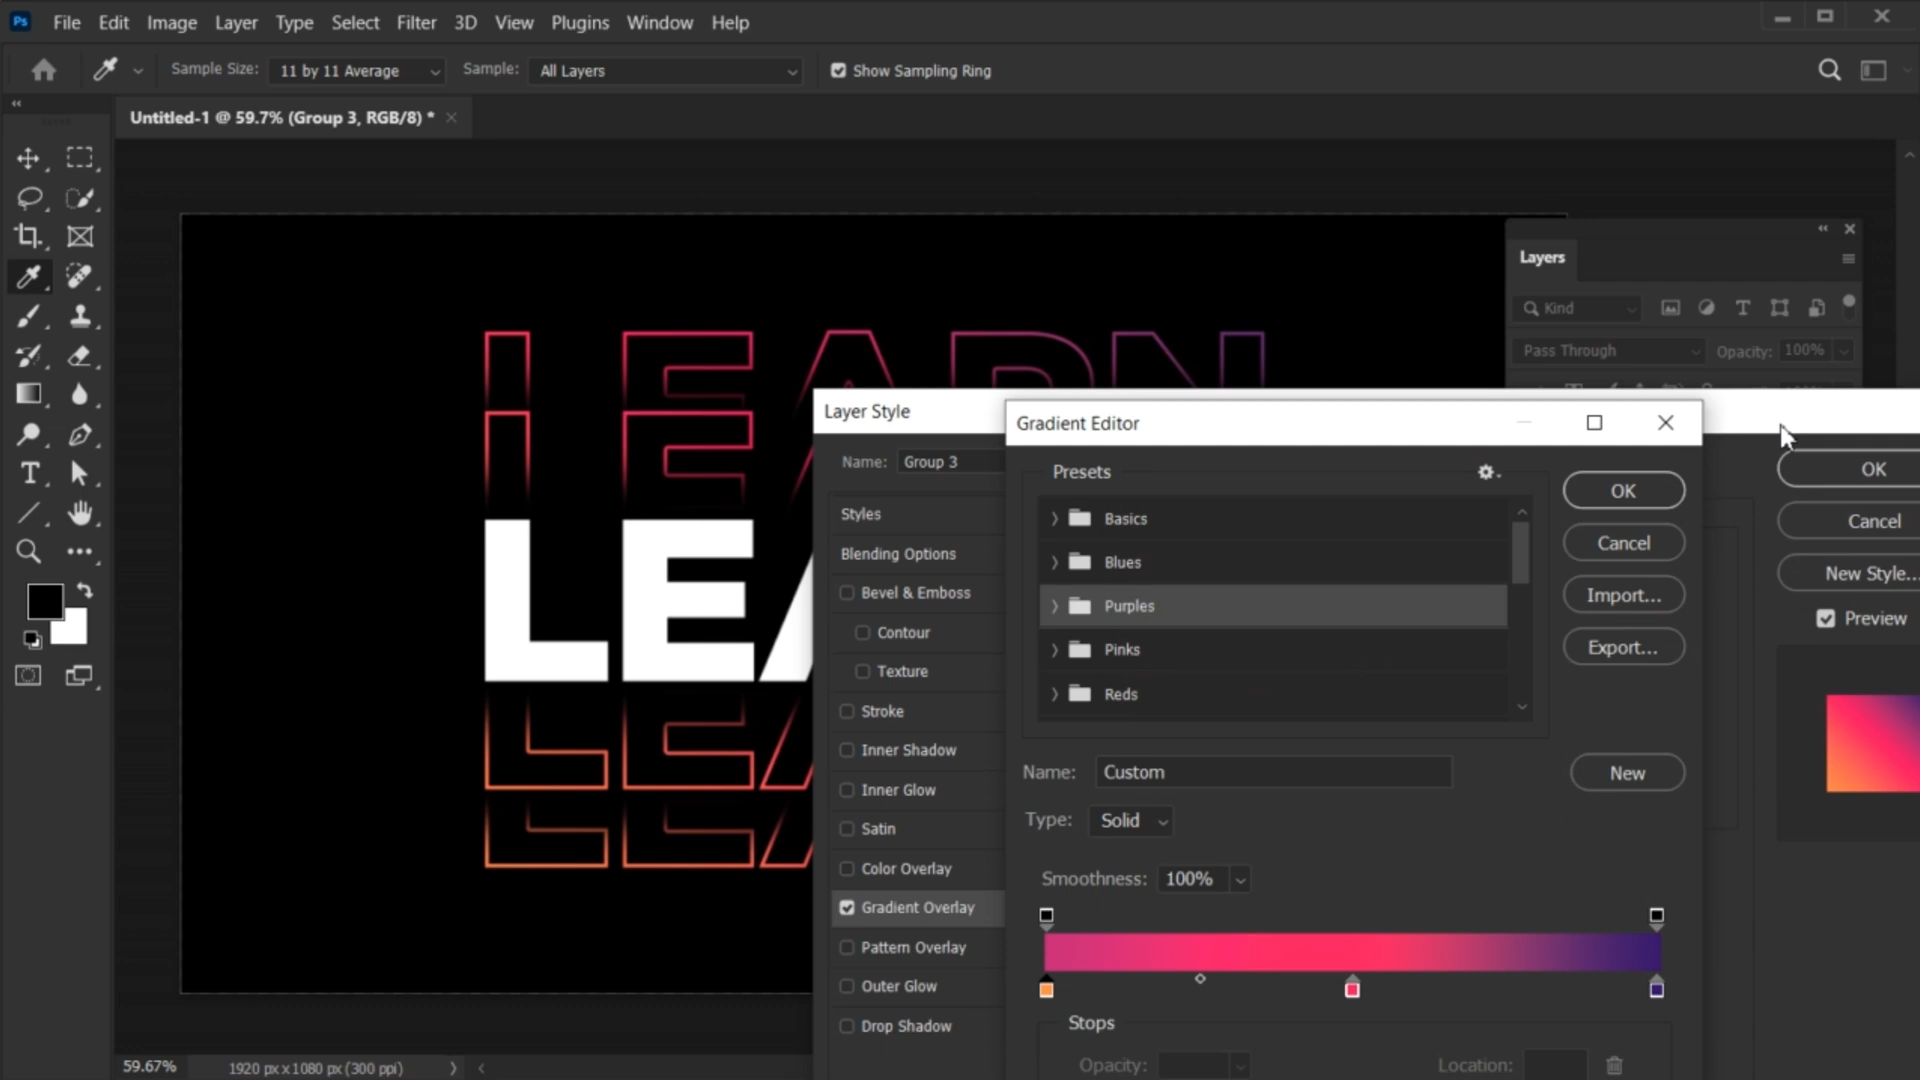 Ps File Edit Image Layer Type Select Filter 3D View Plugins Window Help
Sample Size: 11 by 11 Average Sample: All Layers Show Sampling Ring
Untitled-1 @ 59.7% (Group 3, RGB/8) *
Layers
Kind
Pass Through Opacity: 100%
LEARN
LEA
LEA
LEA
LEA
Layer Style
Name: Group 3
Styles
Blending Options
Bevel & Emboss
Contour
Texture
Stroke
Inner Shadow
Inner Glow
Satin
Color Overlay
Gradient Overlay
Pattern Overlay
Outer Glow
Drop Shadow
Gradient Editor
Presets
Basics
Blues
Purples
Pinks
Reds
OK
Cancel
Import...
Export...
Name: Custom
New
Type: Solid
Smoothness: 100%
Stops
Opacity:
Location:
OK
Cancel
New Style...
Preview
59.67% 1920 px x 1080 px (300 ppi)